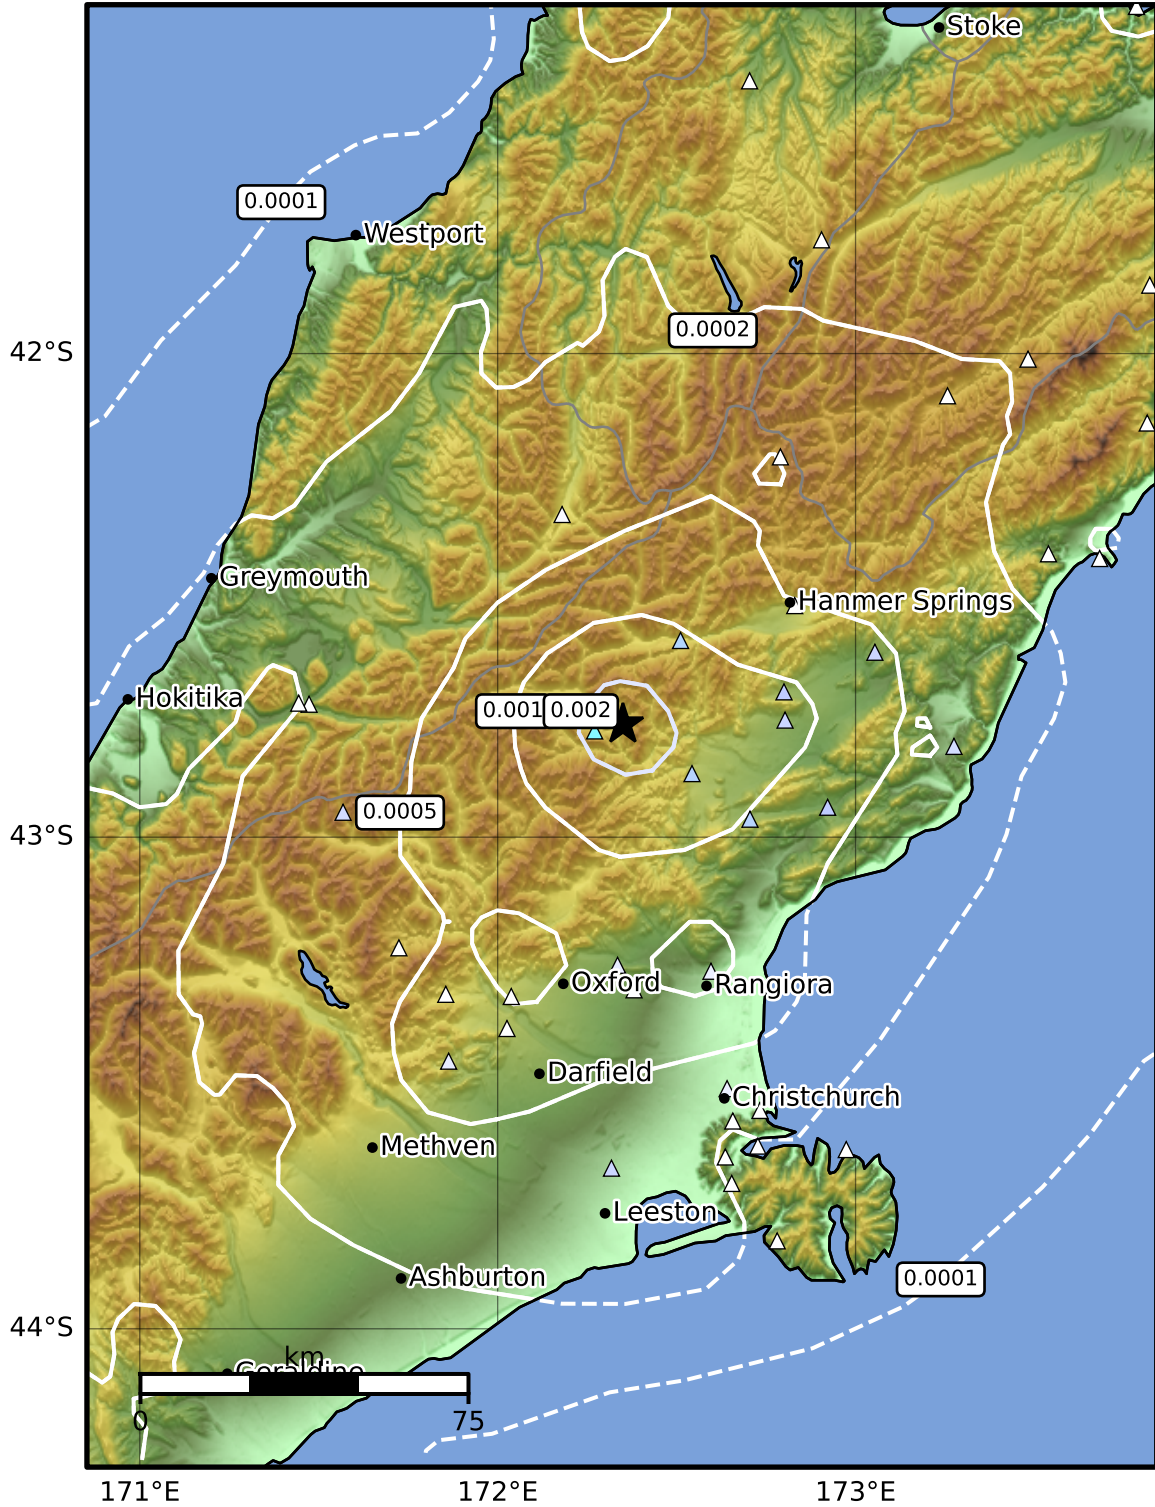 Stoke
0.0001
Westport
0.0002
42°S
Greymouth
Hanmer Springs
Hokitika
0.001
0.002
0.0005
43°S
Oxford
Rangiora
Darfield
Christchurch
Methven
Leeston
Ashburton
0.0001
44°S
km
Geraldine
0
75
171°E
172°E
173°E